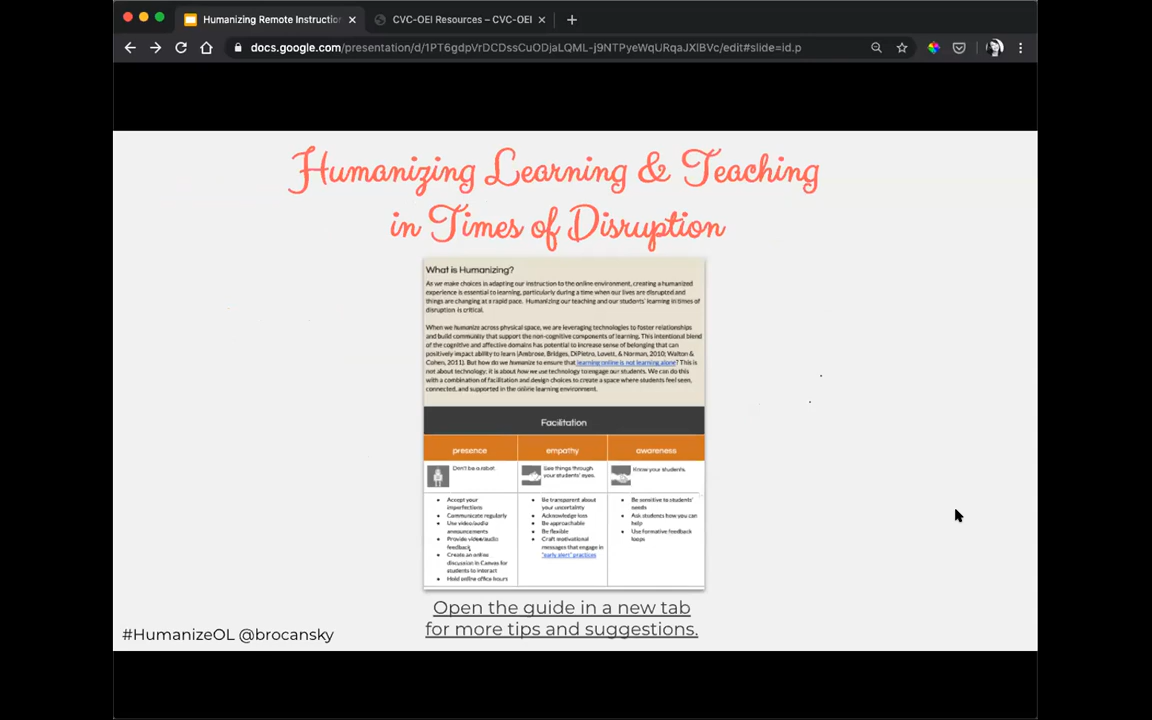 Humanizing Remote Instruction
CVC-OEI Resources – CVC-OEI
docs.google.com/presentation/d/1PT6gdpVrDCDssCuODjaLQML-j9NTPyeWqURqaJXlBVc/edit#slide=id.p
Humanizing Learning & Teaching
in Times of Disruption
What is Humanizing?
As we make choices in adapting our instruction to the online environment, creating a humanized
experience is essential to learning, particularly during a time when our lives are disrupted and
things are changing at a rapid pace. Humanizing our teaching and our students' learning in times of
disruption is critical.
When we humanize across physical space, we are leveraging technologies to foster relationships
and build community that support the non-cognitive components of learning. This intentional blend
of the cognitive and affective domains has potential to increase sense of belonging that can
positively impact ability to learn (Ambrose, Bridges, DiPietro, Lovett, & Norman, 2010; Walton &
Cohen, 2011). But how do we humanize to ensure that learning online is not learning alone? This is
not about technology; it is about how we use technology to engage our students. We can do this
with a combination of facilitation and design choices to create a space where students feel seen,
connected, and supported in the online learning environment.
Facilitation
presence
empathy
awareness
Don't be a robot.
See things through
your students' eyes.
Know your students.
• Accept your
imperfections
• Communicate regularly
• Use video/audio
announcements
• Provide video/audio
feedback
• Create an online
discussion in Canvas for
students to interact
• Hold online office hours
• Be transparent about
your uncertainty
• Acknowledge loss
• Be approachable
• Be flexible
• Craft motivational
messages that engage in
"early alert" practices
• Be sensitive to students'
needs
• Ask students how you can
help
• Use formative feedback
loops
Open the guide in a new tab
for more tips and suggestions.
#HumanizeOL @brocansky